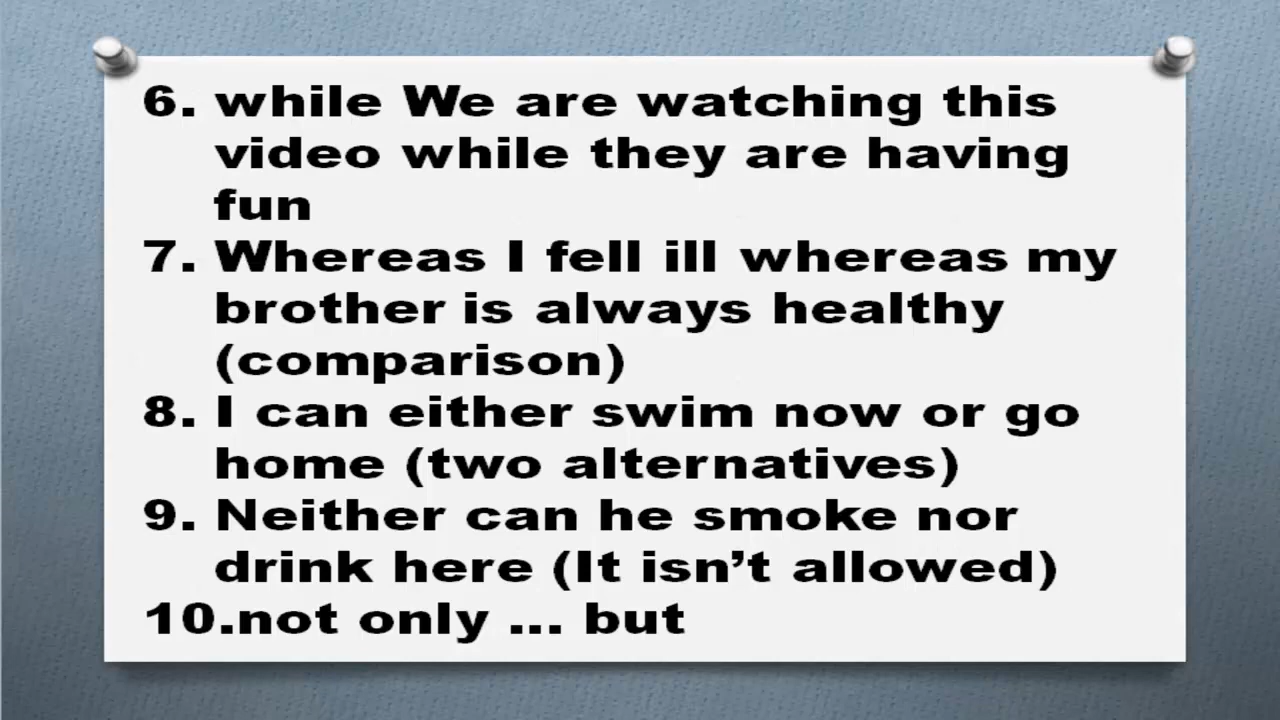 6. while We are watching this
video while they are having
fun
7. Whereas I fell ill whereas my
brother is always healthy
(comparison)
8. I can either swim now or go
home (two alternatives)
9. Neither can he smoke nor
drink here (It isn’t allowed)
10.not only ... but